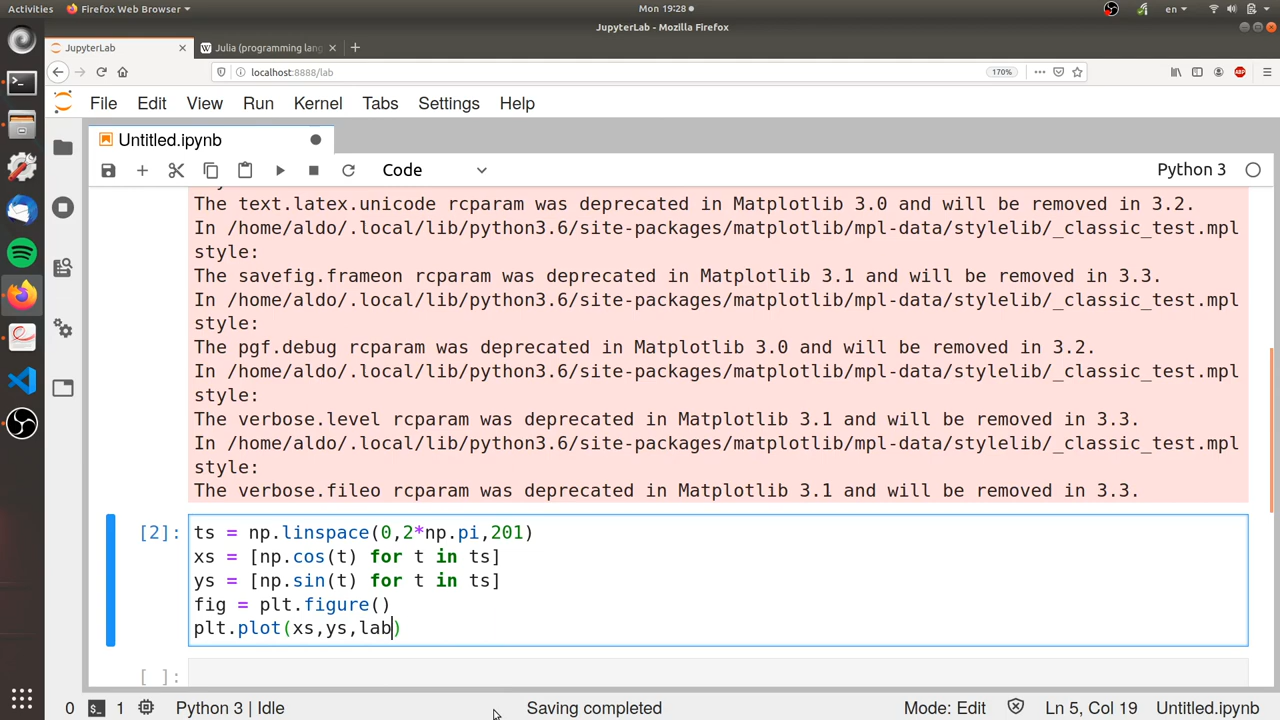 Activities Firefox Web Browser Mon 19:28 en
JupyterLab - Mozilla Firefox
JupyterLab Julia (programming lang
localhost:8888/lab 170% ABP
File Edit View Run Kernel Tabs Settings Help
Untitled.ipynb
Code Python 3
The text.latex.unicode rcparam was deprecated in Matplotlib 3.0 and will be removed in 3.2.
In /home/aldo/.local/lib/python3.6/site-packages/matplotlib/mpl-data/stylelib/_classic_test.mpl
style:
The savefig.frameon rcparam was deprecated in Matplotlib 3.1 and will be removed in 3.3.
In /home/aldo/.local/lib/python3.6/site-packages/matplotlib/mpl-data/stylelib/_classic_test.mpl
style:
The pgf.debug rcparam was deprecated in Matplotlib 3.0 and will be removed in 3.2.
In /home/aldo/.local/lib/python3.6/site-packages/matplotlib/mpl-data/stylelib/_classic_test.mpl
style:
The verbose.level rcparam was deprecated in Matplotlib 3.1 and will be removed in 3.3.
In /home/aldo/.local/lib/python3.6/site-packages/matplotlib/mpl-data/stylelib/_classic_test.mpl
style:
The verbose.fileo rcparam was deprecated in Matplotlib 3.1 and will be removed in 3.3.
[2]: ts = np.linspace(0,2*np.pi,201)
xs = [np.cos(t) for t in ts]
ys = [np.sin(t) for t in ts]
fig = plt.figure()
plt.plot(xs,ys,lab)
[ ]:
0 1 Python 3 | Idle Saving completed Mode: Edit Ln 5, Col 19 Untitled.ipynb